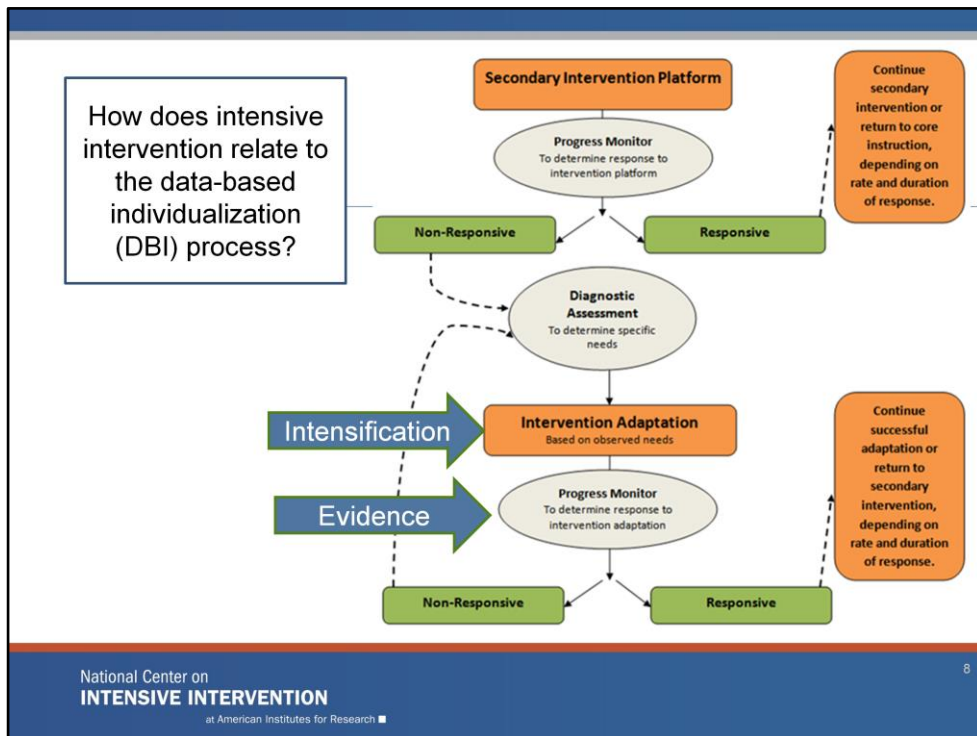 How does intensive
intervention relate to
the data-based
individualization
(DBI) process?
Secondary Intervention Platform
Progress Monitor
To determine response to
intervention platform
Non-Responsive
Responsive
Continue
secondary
intervention or
return to core
instruction,
depending on
rate and duration
of response.
Diagnostic
Assessment
To determine specific
needs
Intensification
Intervention Adaptation
Based on observed needs
Evidence
Progress Monitor
To determine response to
intervention adaptation
Non-Responsive
Responsive
Continue
successful
adaptation or
return to
secondary
intervention,
depending on
rate and duration
of response.
8
National Center on
INTENSIVE INTERVENTION
at American Institutes for Research ■